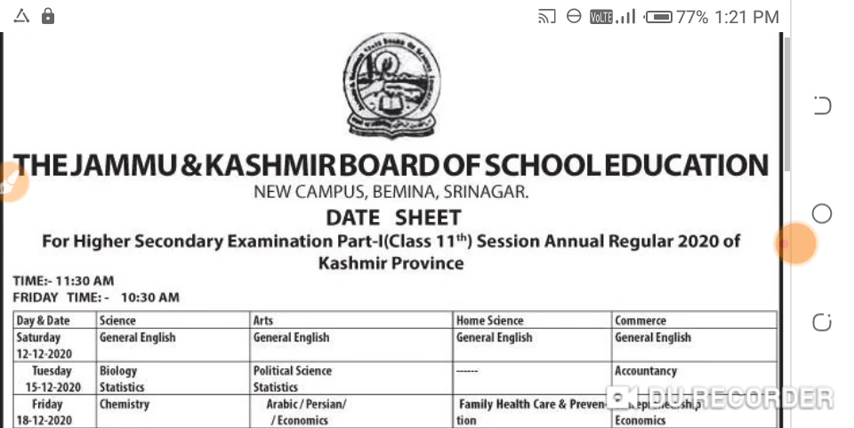 VoLTE 77% 1:21 PM
THE JAMMU & KASHMIR BOARD OF SCHOOL EDUCATION
NEW CAMPUS, BEMINA, SRINAGAR.
DATE SHEET
For Higher Secondary Examination Part-I(Class 11th) Session Annual Regular 2020 of
Kashmir Province
TIME:- 11:30 AM
FRIDAY TIME: - 10:30 AM
Day & Date Science Arts Home Science Commerce
Saturday General English General English General English General English
12-12-2020
Tuesday Biology Political Science ------ Accountancy
15-12-2020 Statistics Statistics
Friday Chemistry Arabic / Persian/ Family Health Care & Preven-
18-12-2020 / Economics tion Economics
DU RECORDER